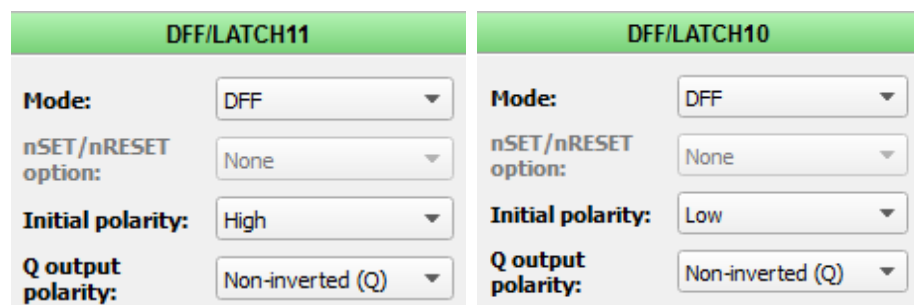 DFF/LATCH11
Mode: DFF
nSET/nRESET
option: None
Initial polarity: High
Q output
polarity: Non-inverted (Q)
DFF/LATCH10
Mode: DFF
nSET/nRESET
option: None
Initial polarity: Low
Q output
polarity: Non-inverted (Q)